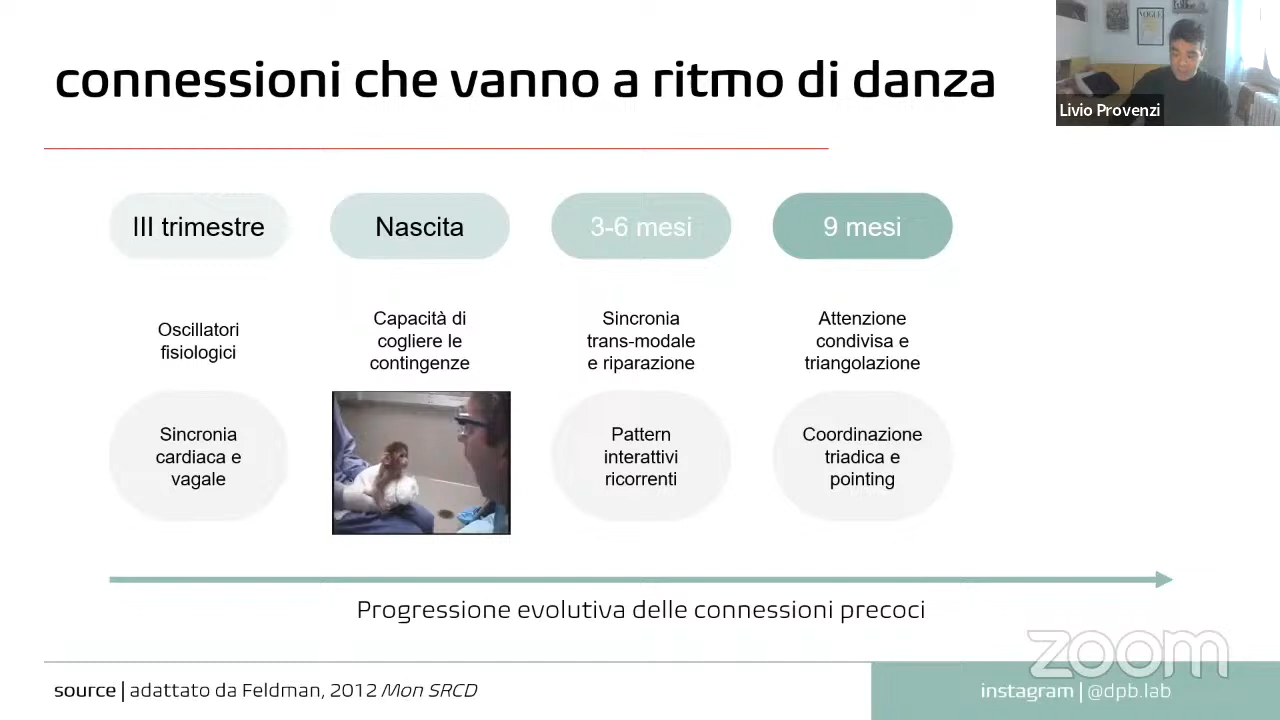 connessioni che vanno a ritmo di danza
VOGUE
Livio Provenzi
III trimestre
Nascita
3-6 mesi
9 mesi
Oscillatori
fisiologici
Capacità di
cogliere le
contingenze
Sincronia
trans-modale
e riparazione
Attenzione
condivisa e
triangolazione
Sincronia
cardiaca e
vagale
Pattern
interattivi
ricorrenti
Coordinazione
triadica e
pointing
Progressione evolutiva delle connessioni precoci
zoom
source | adattato da Feldman, 2012 Mon SRCD
instagram | @dpb.lab